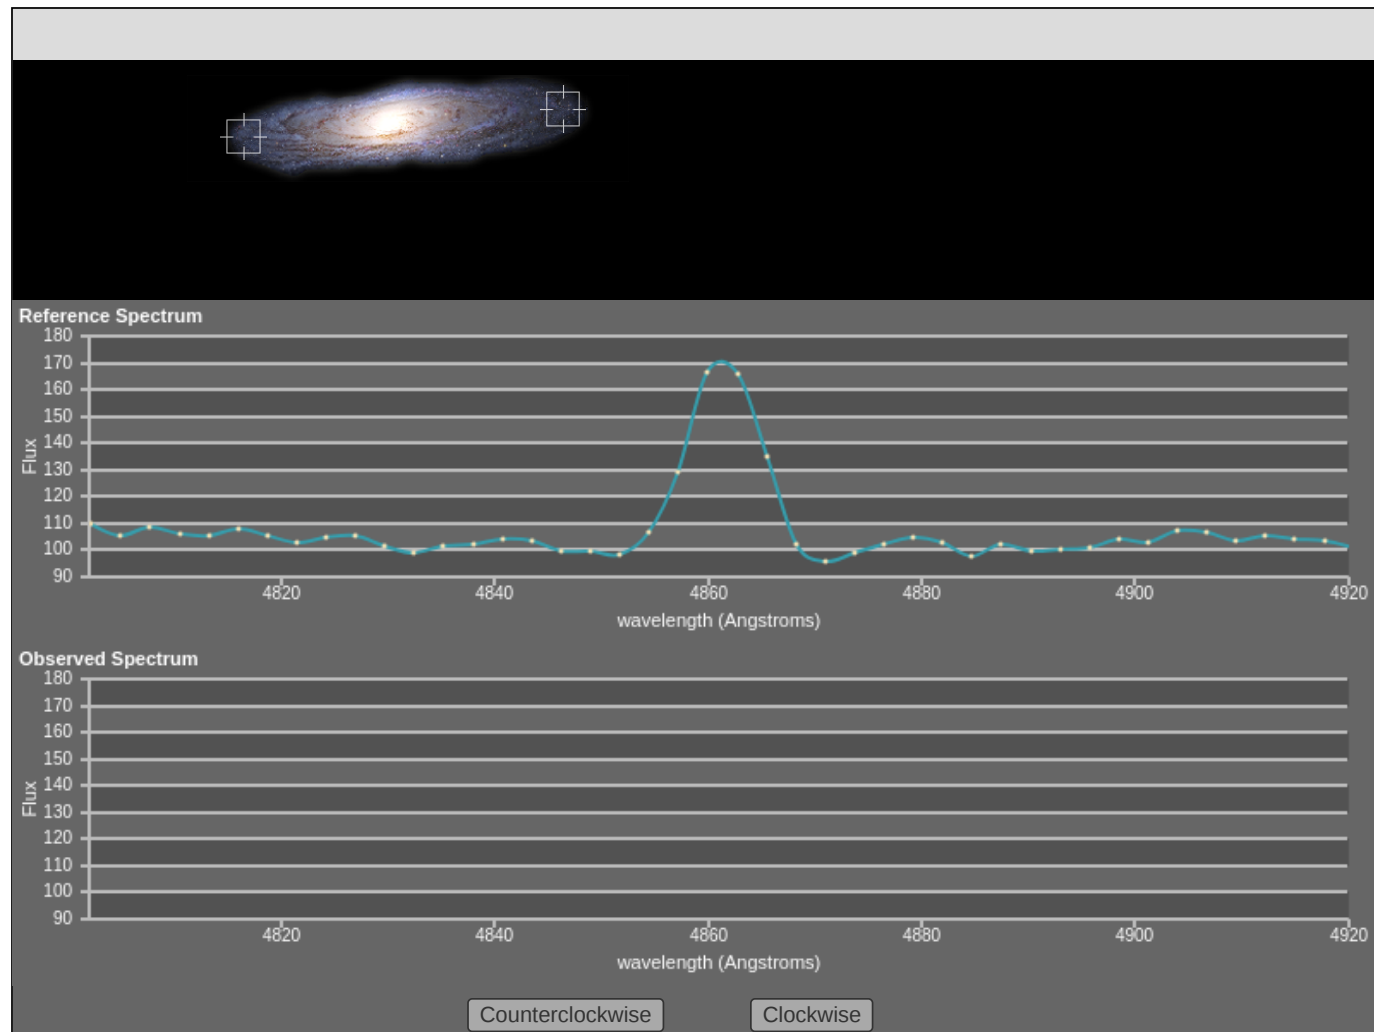 Reference Spectrum
180
170
160
150
140
130
120
110
100
90
Flux
4820 4840 4860 4880 4900 4920
wavelength (Angstroms)
Observed Spectrum
180
170
160
150
140
130
120
110
100
90
Flux
4820 4840 4860 4880 4900 4920
wavelength (Angstroms)
Counterclockwise Clockwise